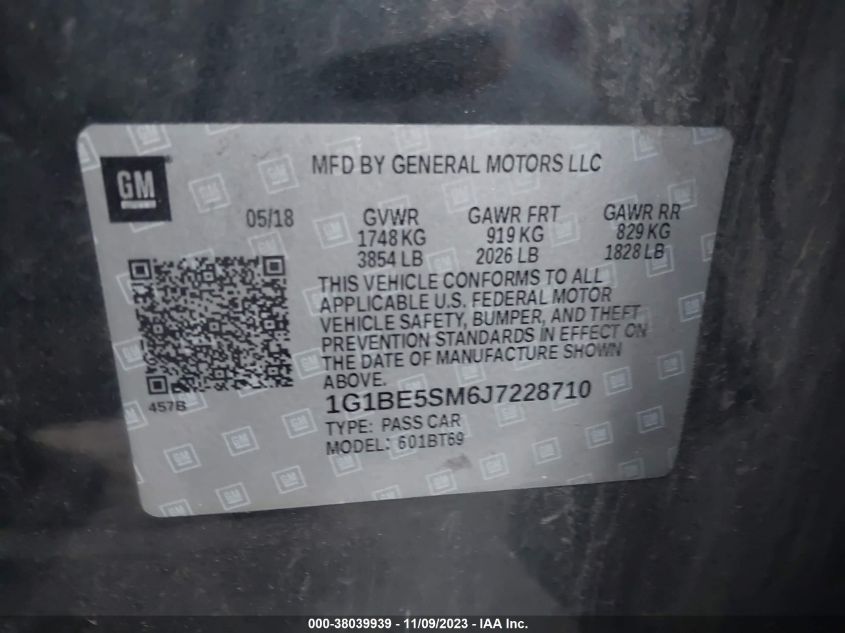 GM
MFD BY GENERAL MOTORS LLC
05/18 GVWR GAWR FRT GAWR RR
1748 KG 919 KG 829 KG
3854 LB 2026 LB 1828 LB
THIS VEHICLE CONFORMS TO ALL
APPLICABLE U.S. FEDERAL MOTOR
VEHICLE SAFETY, BUMPER, AND THEFT
PREVENTION STANDARDS IN EFFECT ON
THE DATE OF MANUFACTURE SHOWN
ABOVE.
457B
1G1BE5SM6J7228710
TYPE: PASS CAR
MODEL: 601BT69
000-38039939 - 11/09/2023 - IAA Inc.